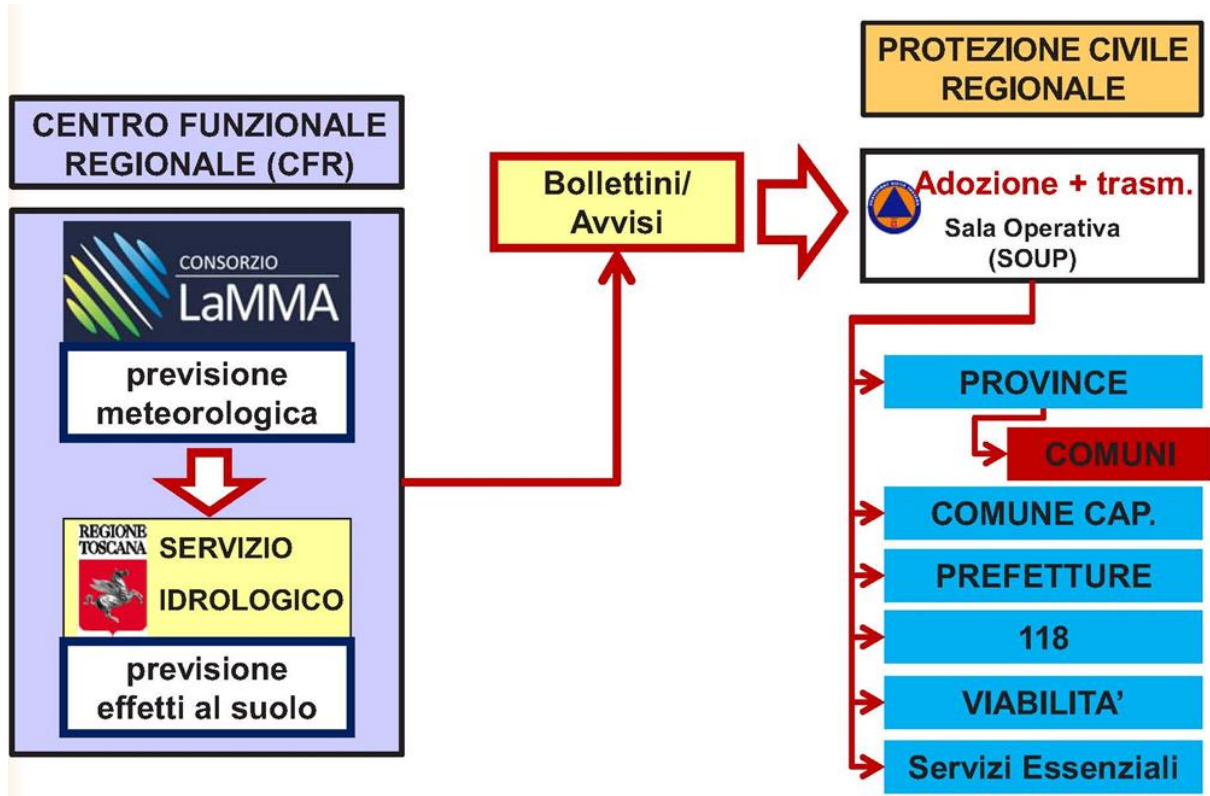 CENTRO FUNZIONALE
REGIONALE (CFR)
CONSORZIO
LaMMA
previsione
meteorologica
REGIONE
TOSCANA
SERVIZIO
IDROLOGICO
previsione
effetti al suolo
Bollettini/
Avvisi
PROTEZIONE CIVILE
REGIONALE
Adozione + trasm.
Sala Operativa
(SOUP)
PROVINCE
COMUNI
COMUNE CAP.
PREFETTURE
118
VIABILITA’
Servizi Essenziali